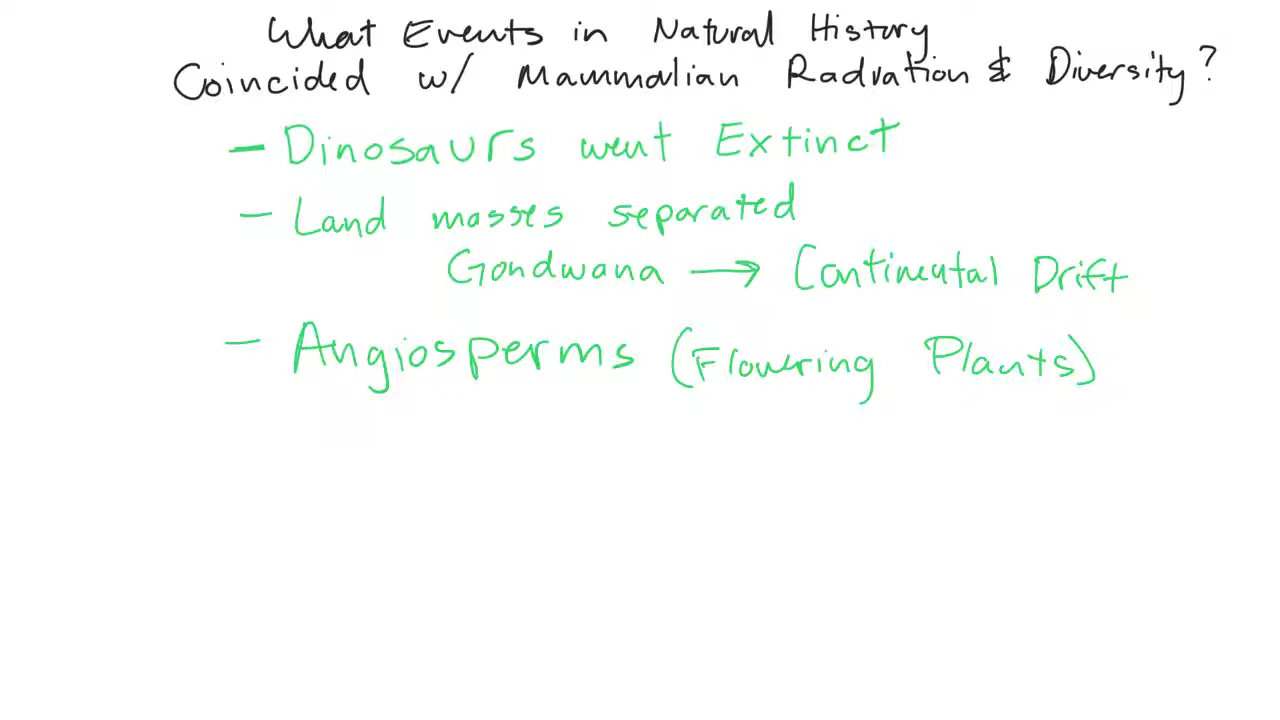 What Events in Natural History
Coincided w/ Mammalian Radiation & Diversity?
- Dinosaurs went Extinct
- Land masses separated
Gondwana → Continental Drift
- Angiosperms (Flowering Plants)